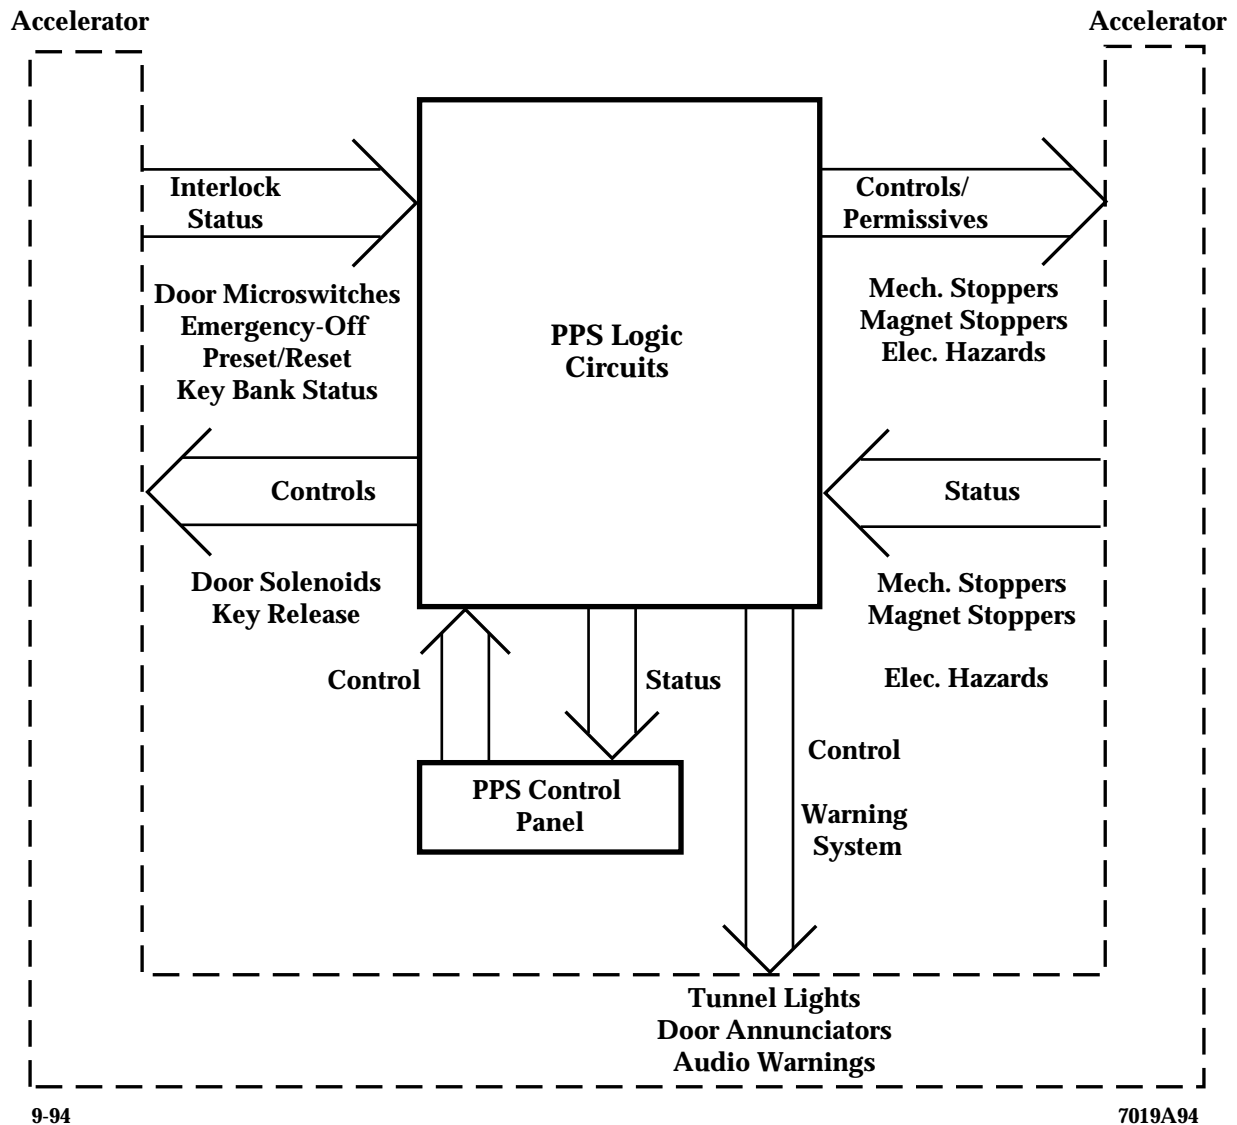 Accelerator
Accelerator
Interlock
Status
Controls/
Permissives
Door Microswitches
Emergency-Off
Preset/Reset
Key Bank Status
PPS Logic
Circuits
Mech. Stoppers
Magnet Stoppers
Elec. Hazards
Controls
Status
Door Solenoids
Key Release
Mech. Stoppers
Magnet Stoppers
Elec. Hazards
Control
Status
Control
Warning
System
PPS Control
Panel
Tunnel Lights
Door Annunciators
Audio Warnings
9-94
7019A94